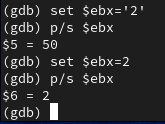 (gdb) set $ebx='2'
(gdb) p/s $ebx
$5 = 50
(gdb) set $ebx=2
(gdb) p/s $ebx
$6 = 2
(gdb)